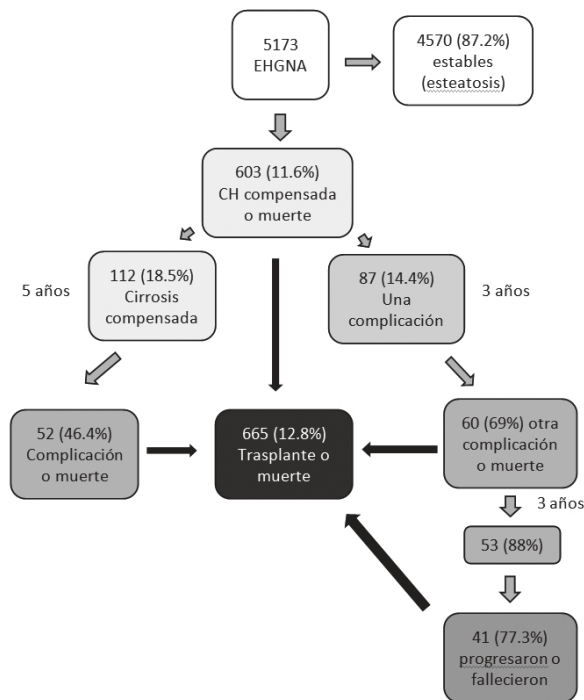 5173
EHGNA
4570 (87.2%)
estables
(esteatosis)
603 (11.6%)
CH compensada
o muerte
5 años
112 (18.5%)
Cirrosis
compensada
87 (14.4%)
Una
complicación
3 años
52 (46.4%)
Complicación
o muerte
665 (12.8%)
Trasplante o
muerte
60 (69%) otra
complicación
o muerte
3 años
53 (88%)
41 (77.3%)
progresaron o
fallecieron